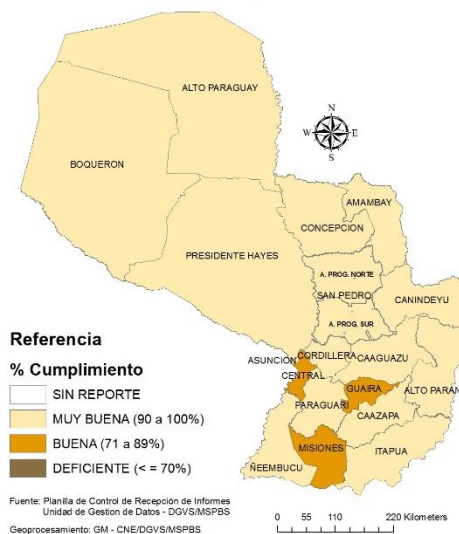 ALTO PARAGUAY
N
W E
S
BOQUERON
AMAMBAY
CONCEPCION
PRESIDENTE HAYES
A. PROG. NORTE
SAN PEDRO
CANINDEYU
A. PROG. SUR
ASUNCION
CORDILLERA
CAAGUAZU
CENTRAL
GUAIRA
ALTO PARAN
PARAGUARI
CAAZAPA
MISIONES
ITAPUA
ÑEEMBUCU
Referencia
% Cumplimiento
SIN REPORTE
MUY BUENA (90 a 100%)
BUENA (71 a 89%)
DEFICIENTE (< = 70%)
Fuente: Planilla de Control de Recepción de Informes
Unidad de Gestion de Datos - DGVS/MSPBS
Geoprocesamiento: GM - CNE/DGVS/MSPBS
0 55 110 220 Kilometers